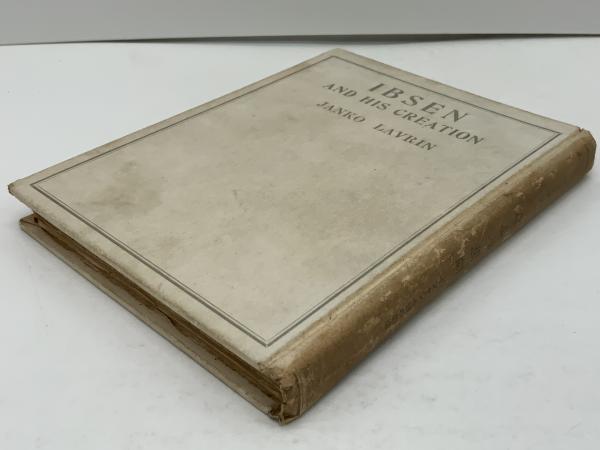 IBSEN
AND HIS CREATION
JANKO LAVRIN